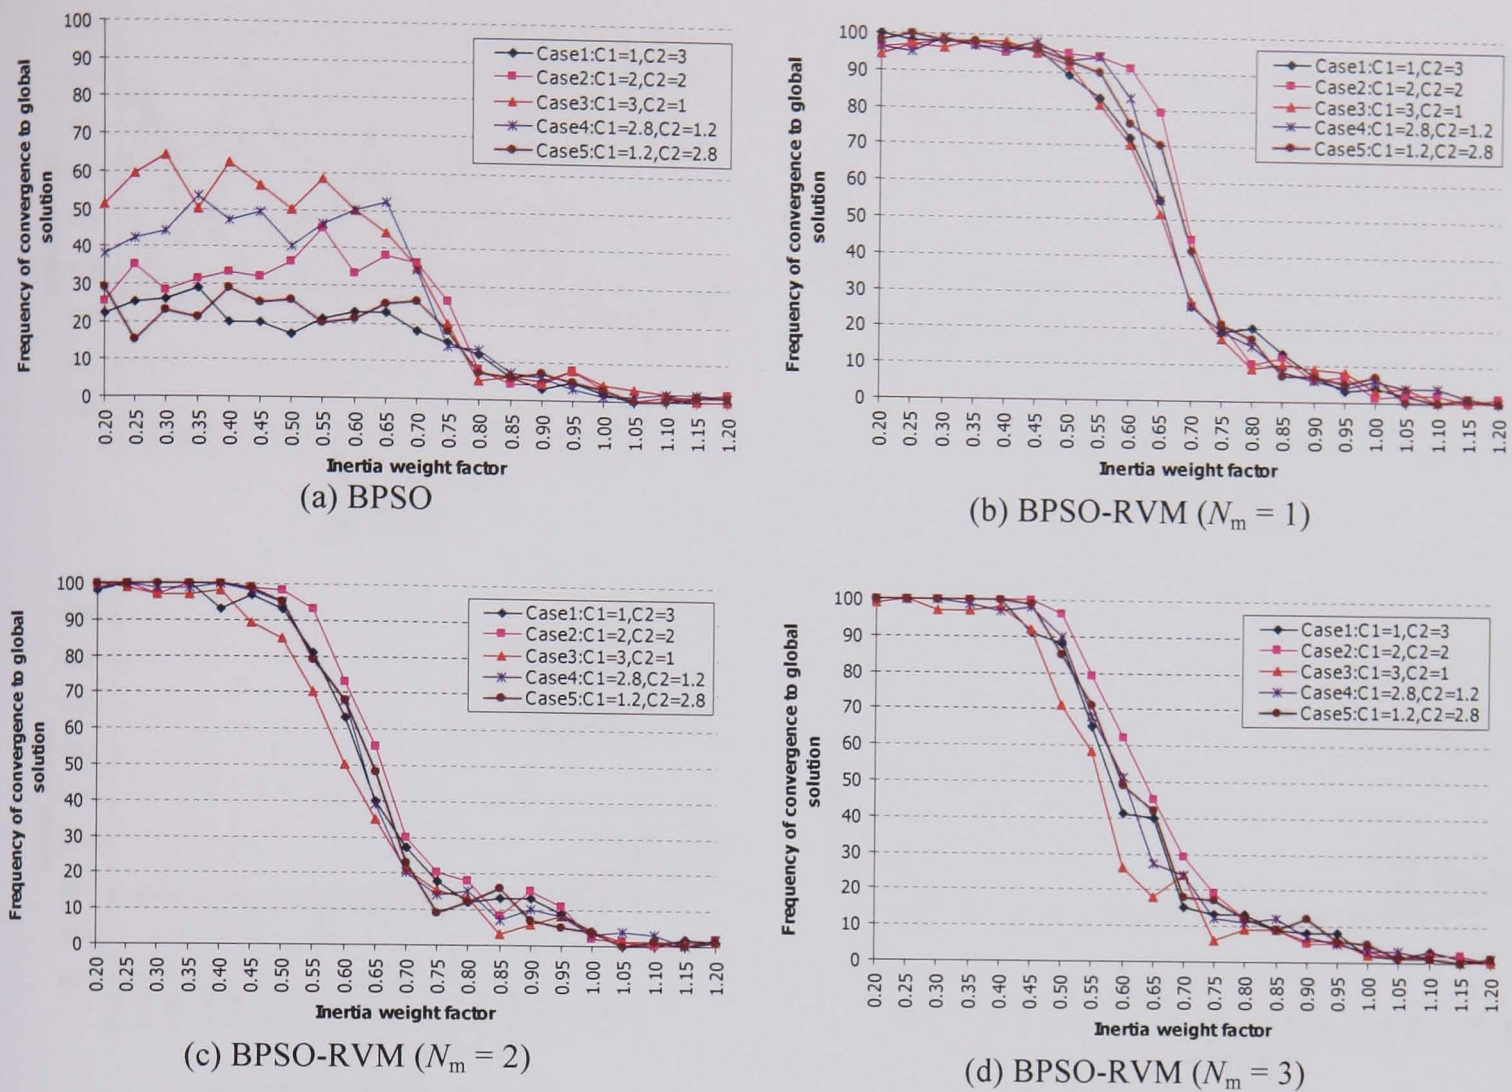 100
90
80
70
60
50
40
30
20
10
0
Frequency of convergence to global
solution
Case1:C1=1,C2=3
Case2:C1=2,C2=2
Case3:C1=3,C2=1
Case4:C1=2.8,C2=1.2
Case5:C1=1.2,C2=2.8
0.20 0.25 0.30 0.35 0.40 0.45 0.50 0.55 0.60 0.65 0.70 0.75 0.80 0.85 0.90 0.95 1.00 1.05 1.10 1.15 1.20
Inertia weight factor
(a) BPSO
100
90
80
70
60
50
40
30
20
10
0
Frequency of convergence to global
solution
Case1:C1=1,C2=3
Case2:C1=2,C2=2
Case3:C1=3,C2=1
Case4:C1=2.8,C2=1.2
Case5:C1=1.2,C2=2.8
0.20 0.25 0.30 0.35 0.40 0.45 0.50 0.55 0.60 0.65 0.70 0.75 0.80 0.85 0.90 0.95 1.00 1.05 1.10 1.15 1.20
Inertia weight factor
(b) BPSO-RVM (Nm = 1)
100
90
80
70
60
50
40
30
20
10
0
Frequency of convergence to global
solution
Case1:C1=1,C2=3
Case2:C1=2,C2=2
Case3:C1=3,C2=1
Case4:C1=2.8,C2=1.2
Case5:C1=1.2,C2=2.8
0.20 0.25 0.30 0.35 0.40 0.45 0.50 0.55 0.60 0.65 0.70 0.75 0.80 0.85 0.90 0.95 1.00 1.05 1.10 1.15 1.20
Inertia weight factor
(c) BPSO-RVM (Nm = 2)
100
90
80
70
60
50
40
30
20
10
0
Frequency of convergence to global
solution
Case1:C1=1,C2=3
Case2:C1=2,C2=2
Case3:C1=3,C2=1
Case4:C1=2.8,C2=1.2
Case5:C1=1.2,C2=2.8
0.20 0.25 0.30 0.35 0.40 0.45 0.50 0.55 0.60 0.65 0.70 0.75 0.80 0.85 0.90 0.95 1.00 1.05 1.10 1.15 1.20
Inertia weight factor
(d) BPSO-RVM (Nm = 3)